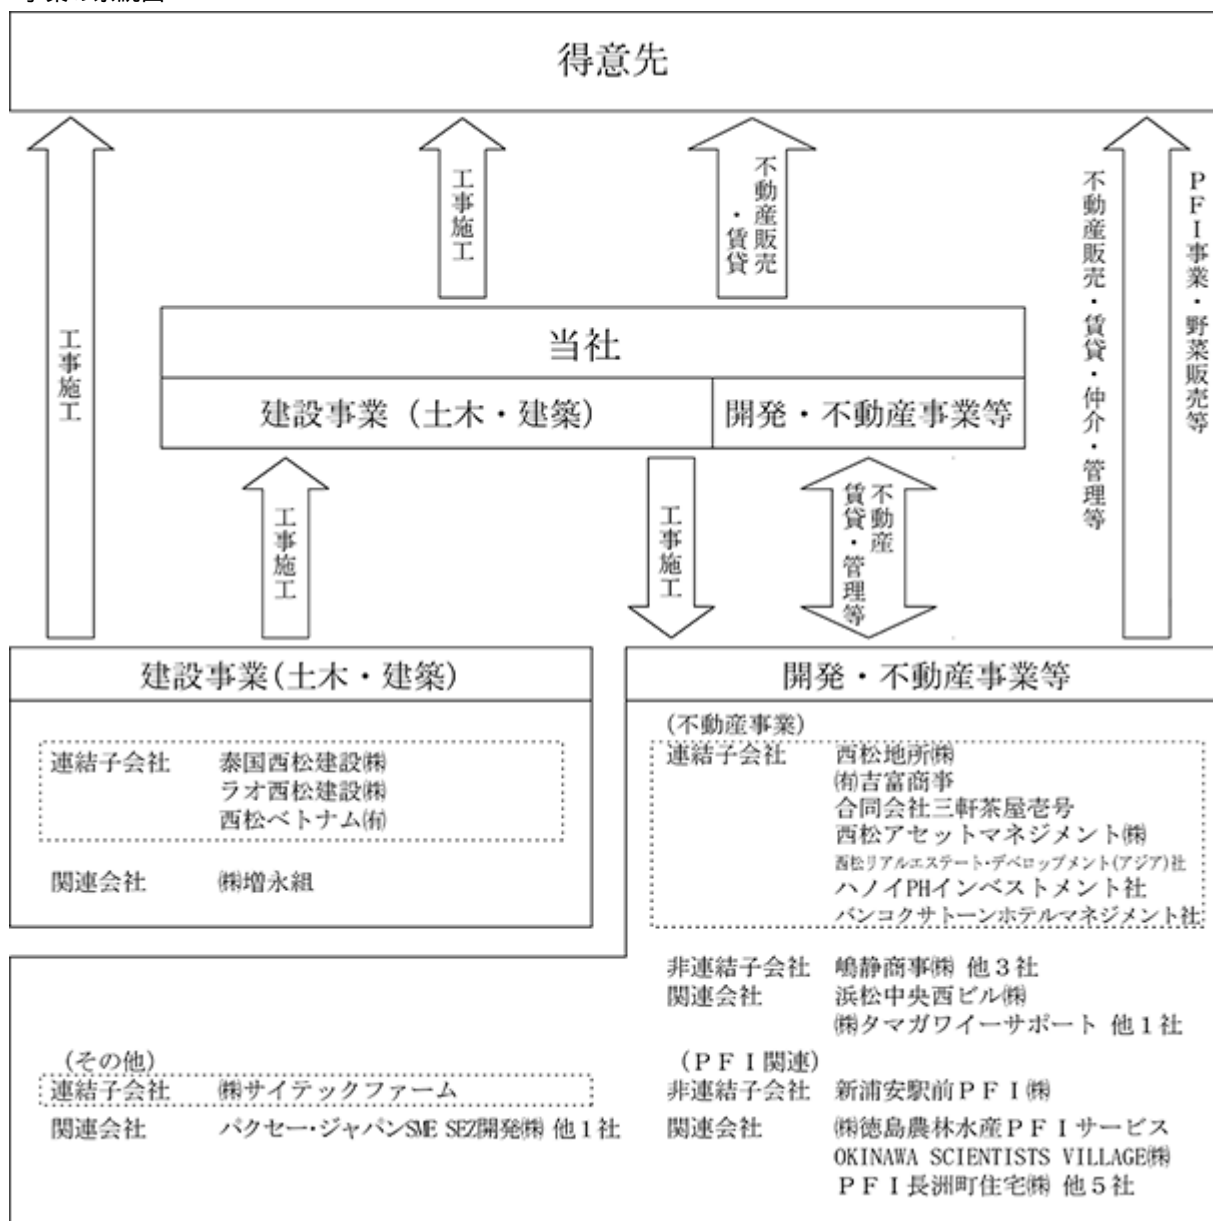 得意先
工事施工
工事施工
不動産販売
・賃貸
不動産販売・賃貸・仲介・管理等
ＰＦＩ事業・野菜販売等
当社
建設事業（土木・建築）
開発・不動産事業等
工事施工
工事施工
不動産
賃貸・管理等
建設事業(土木・建築)
連結子会社 泰国西松建設㈱
ラオ西松建設㈱
西松ベトナム㈲
関連会社 ㈱増永組
開発・不動産事業等
(不動産事業)
連結子会社 西松地所㈱
㈲吉富商事
合同会社三軒茶屋壱号
西松アセットマネジメント㈱
西松リアルエステート・デベロップメント(アジア)社
ハノイPHインベストメント社
バンコクサトーンホテルマネジメント社
非連結子会社 嶋静商事㈱ 他３社
関連会社 浜松中央西ビル㈱
㈱タマガワイーサポート 他１社
(その他)
連結子会社 ㈱サイテックファーム
関連会社 パクセー・ジャパンSME SEZ開発㈱ 他１社
(ＰＦＩ関連)
非連結子会社 新浦安駅前ＰＦＩ㈱
関連会社 ㈱徳島農林水産ＰＦＩサービス
OKINAWA SCIENTISTS VILLAGE㈱
ＰＦＩ長洲町住宅㈱ 他５社